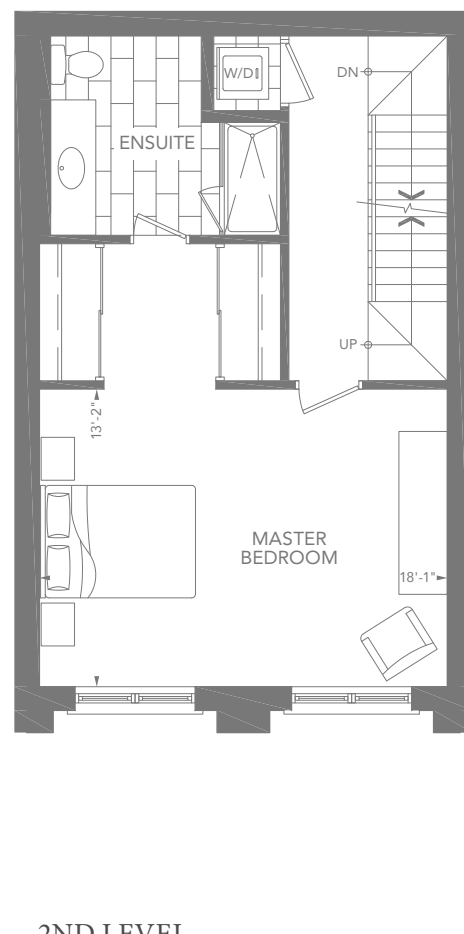 W/D
DN
ENSUITE
UP
13'-2"
MASTER
BEDROOM
18'-1"
2ND LEVEL